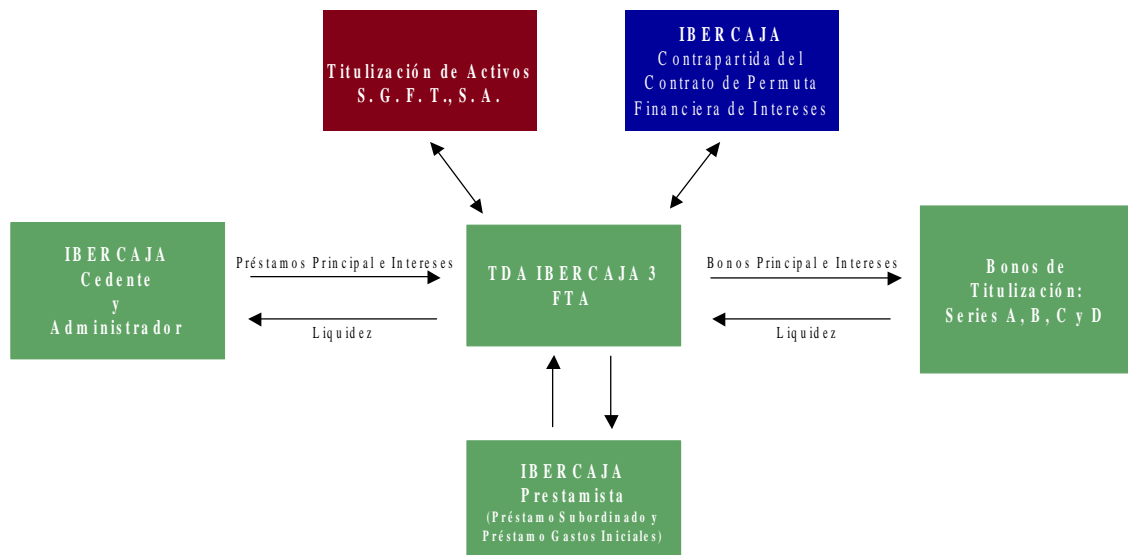 Titulización de Activos
S. G. F. T., S.A.
IBERCAJA
Contrapartida del
Contrato de Permuta
Financiera de Intereses
IBERCAJA
Cedente
y
Administrador
Préstamos Principal e Intereses
Liquidez
TDA IBERCAJA 3
FTA
Bonos Principal e Intereses
Liquidez
Bonos de
Titulización:
Series A, B, C y D
IBERCAJA
Prestamista
(Préstamo Subordinado y
Préstamo Gastos Iniciales)